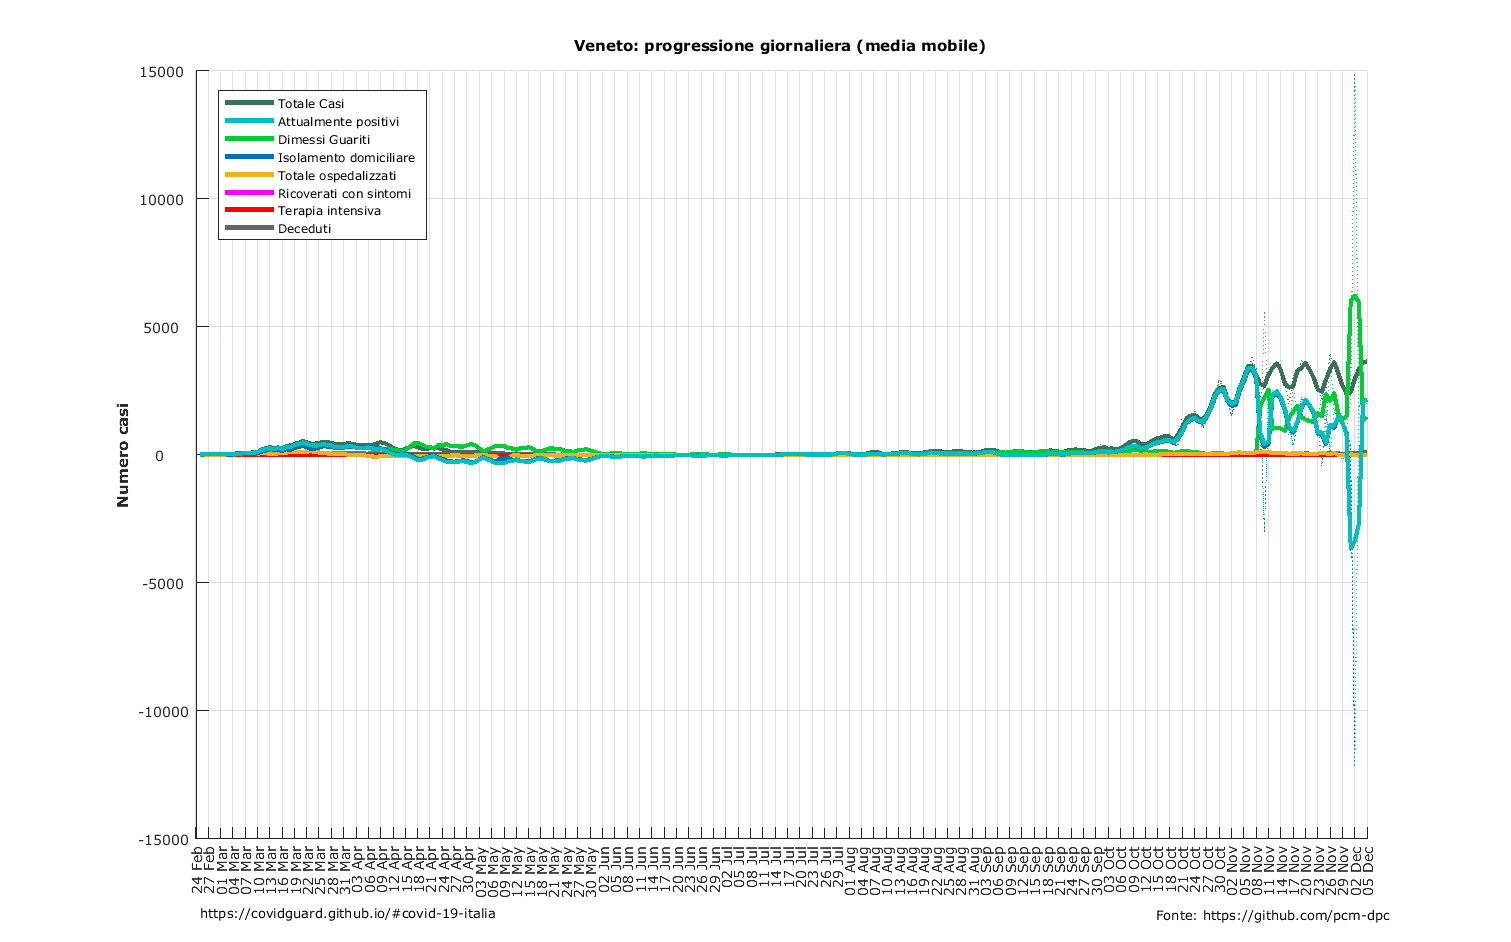 Veneto: progressione giornaliera (media mobile)
15000
10000
5000
0
-5000
-10000
-15000
Numero casi
Totale Casi
Attualmente positivi
Dimessi Guariti
Isolamento domiciliare
Totale ospedalizzati
Ricoverati con sintomi
Terapia intensiva
Deceduti
24 Feb
27 Feb
01 Mar
04 Mar
07 Mar
10 Mar
13 Mar
16 Mar
19 Mar
22 Mar
25 Mar
28 Mar
31 Mar
03 Apr
06 Apr
09 Apr
12 Apr
15 Apr
18 Apr
21 Apr
24 Apr
27 Apr
30 Apr
03 May
06 May
09 May
12 May
15 May
18 May
21 May
24 May
27 May
30 May
02 Jun
05 Jun
08 Jun
11 Jun
14 Jun
17 Jun
20 Jun
23 Jun
26 Jun
29 Jun
02 Jul
05 Jul
08 Jul
11 Jul
14 Jul
17 Jul
20 Jul
23 Jul
26 Jul
29 Jul
01 Aug
04 Aug
07 Aug
10 Aug
13 Aug
16 Aug
19 Aug
22 Aug
25 Aug
28 Aug
31 Aug
03 Sep
06 Sep
09 Sep
12 Sep
15 Sep
18 Sep
21 Sep
24 Sep
27 Sep
30 Sep
03 Oct
06 Oct
09 Oct
12 Oct
15 Oct
18 Oct
21 Oct
24 Oct
27 Oct
30 Oct
02 Nov
05 Nov
08 Nov
11 Nov
14 Nov
17 Nov
20 Nov
23 Nov
26 Nov
29 Nov
02 Dec
05 Dec
https://covidguard.github.io/#covid-19-italia
Fonte: https://github.com/pcm-dpc